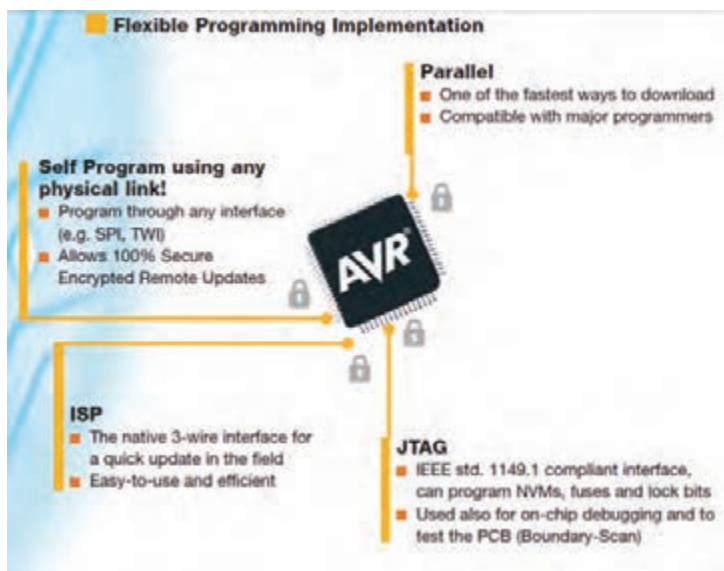 Flexible Programming Implementation
Parallel
One of the fastest ways to download
Compatible with major programmers
Self Program using any
physical link!
Program through any interface
(e.g. SPI, TWI)
Allows 100% Secure
Encrypted Remote Updates
AVR®
ISP
The native 3-wire interface for
a quick update in the field
Easy-to-use and efficient
JTAG
IEEE std. 1149.1 compliant interface,
can program NVMs, fuses and lock bits
Used also for on-chip debugging and to
test the PCB (Boundary-Scan)